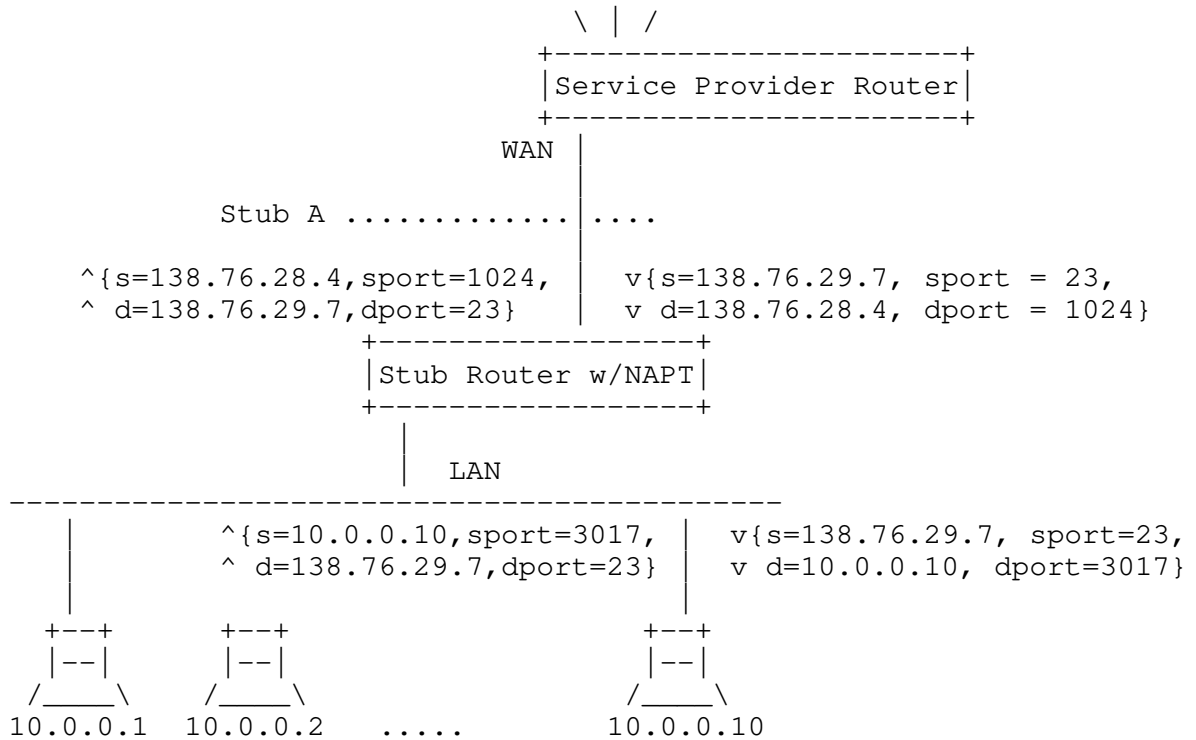 \ | /
+-----------------------+
|Service Provider Router|
+-----------------------+
WAN |
|
Stub A .............|....
|
^{s=138.76.28.4,sport=1024, | v{s=138.76.29.7, sport = 23,
^ d=138.76.29.7,dport=23} | v d=138.76.28.4, dport = 1024}
+------------------+
|Stub Router w/NAPT|
+------------------+
|
| LAN
--------------------------------------------
| ^{s=10.0.0.10,sport=3017, | v{s=138.76.29.7, sport=23,
| ^ d=138.76.29.7,dport=23} | v d=10.0.0.10, dport=3017}
| |
+--+ +--+ +--+
|--| |--| |--|
/____\ /____\ /____\
10.0.0.1 10.0.0.2 ..... 10.0.0.10